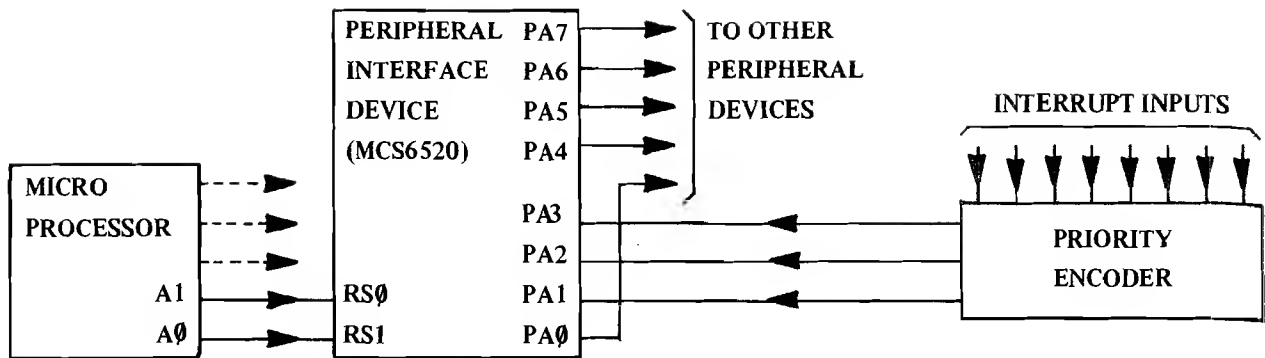 PERIPHERAL
INTERFACE
DEVICE
(MCS6520)
PA7
PA6
PA5
PA4
PA3
PA2
PA1
PAØ
RSØ
RS1
TO OTHER
PERIPHERAL
DEVICES
INTERRUPT INPUTS
MICRO
PROCESSOR
A1
AØ
PRIORITY
ENCODER